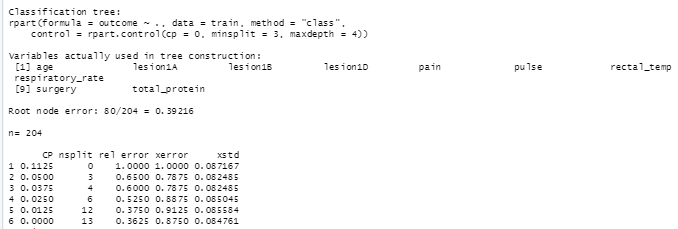 Classification tree:
rpart(formula = outcome ~ ., data = train, method = "class",
    control = rpart.control(cp = 0, minsplit = 3, maxdepth = 4))

Variables actually used in tree construction:
 [1] age              lesion1A         lesion1B         lesion1D         pain             pulse            rectal_temp
respiratory_rate
 [9] surgery          total_protein

Root node error: 80/204 = 0.39216

n= 204

      CP nsplit rel error xerror     xstd
1 0.1125      0    1.0000 1.0000 0.087167
2 0.0500      3    0.6500 0.7875 0.082485
3 0.0375      4    0.6000 0.7875 0.082485
4 0.0250      6    0.5250 0.8875 0.085045
5 0.0125     12    0.3750 0.9125 0.085584
6 0.0000     13    0.3625 0.8750 0.084761